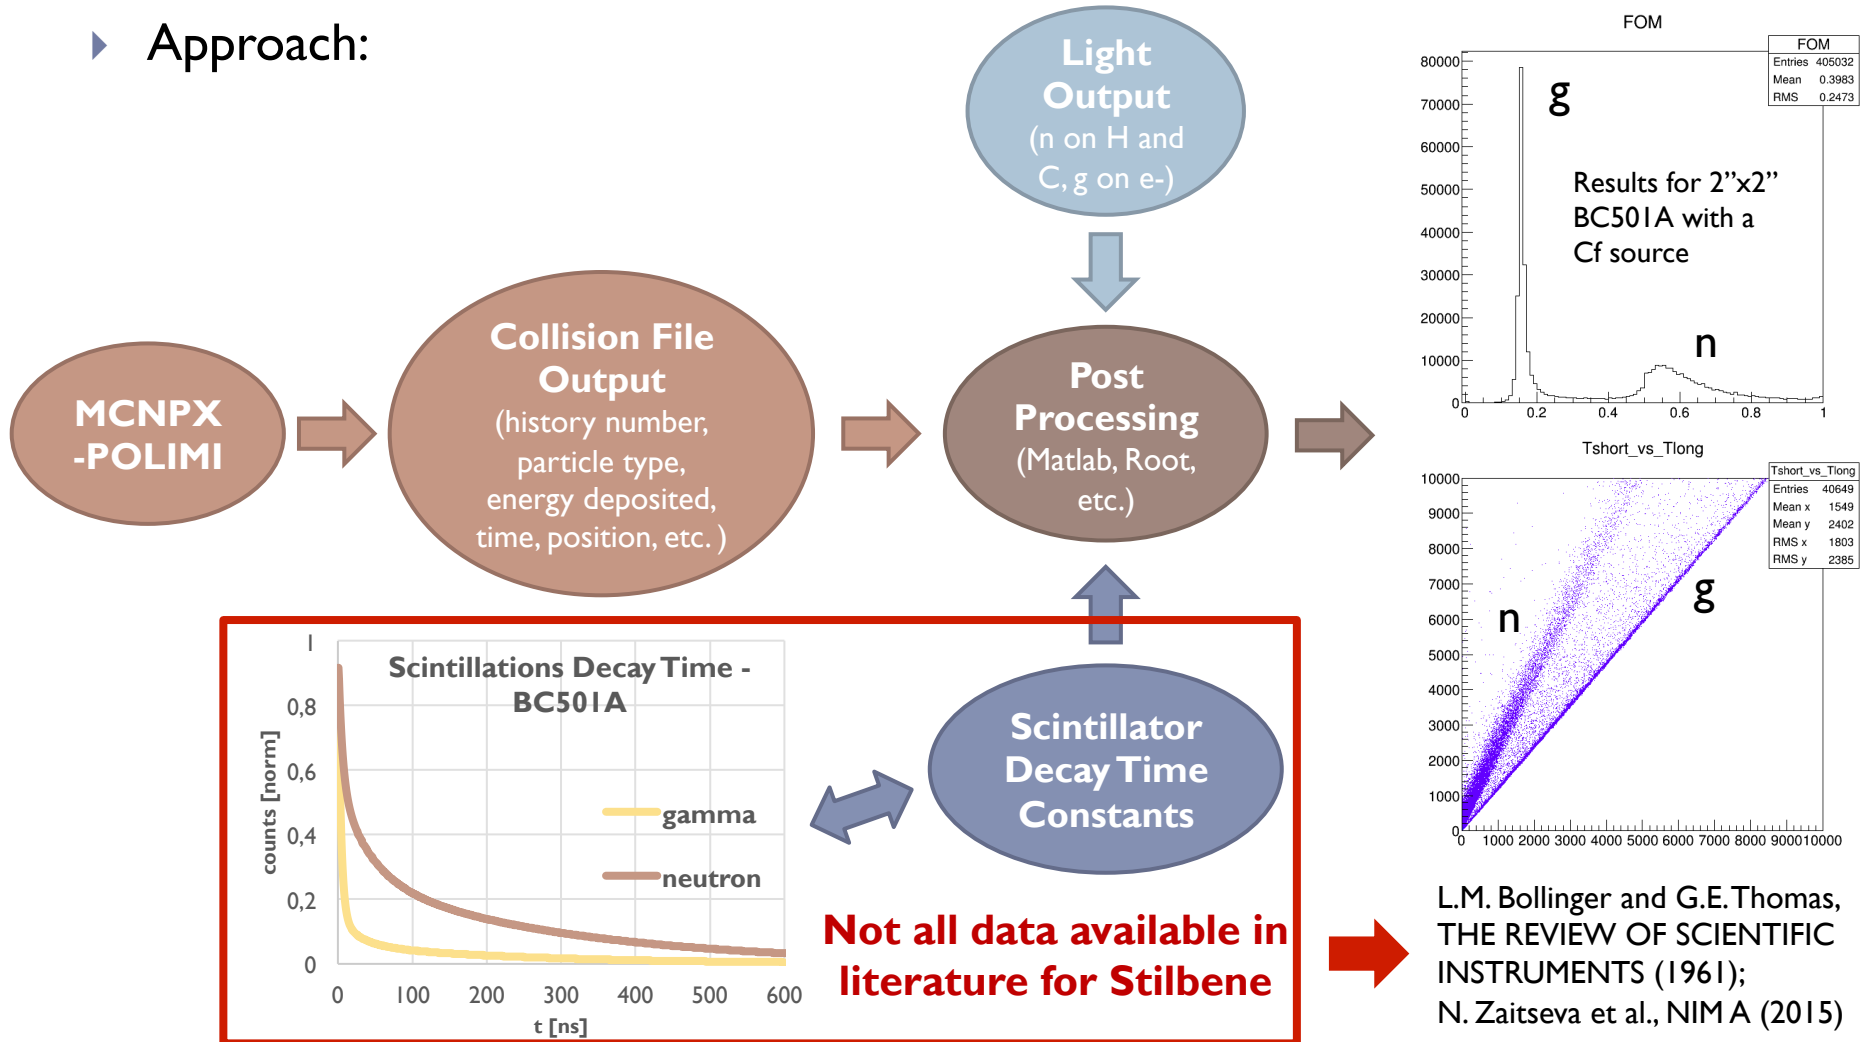 Approach:
Light
Output
(n on H and
C, g on e-)
MCNPX
-POLIMI
Collision File
Output
(history number,
particle type,
energy deposited,
time, position, etc. )
Post
Processing
(Matlab, Root,
etc.)
Scintillator
Decay Time
Constants
Scintillations Decay Time -
BC501A
counts [norm]
1
0,8
0,6
0,4
0,2
0
0 100 200 300 400 500 600
t [ns]
gamma
neutron
Not all data available in
literature for Stilbene
FOM
FOM
Entries 405032
Mean 0.3983
RMS 0.2473
80000
70000
60000
50000
40000
30000
20000
10000
0
0 0.2 0.4 0.6 0.8 1
g
n
Results for 2”x2”
BC501A with a
Cf source
Tshort_vs_Tlong
Tshort_vs_Tlong
Entries 40649
Mean x 1549
Mean y 2402
RMS x 1803
RMS y 2385
10000
9000
8000
7000
6000
5000
4000
3000
2000
1000
0
0 1000 2000 3000 4000 5000 6000 7000 8000 9000 10000
n
g
L.M. Bollinger and G.E. Thomas,
THE REVIEW OF SCIENTIFIC
INSTRUMENTS (1961);
N. Zaitseva et al., NIM A (2015)